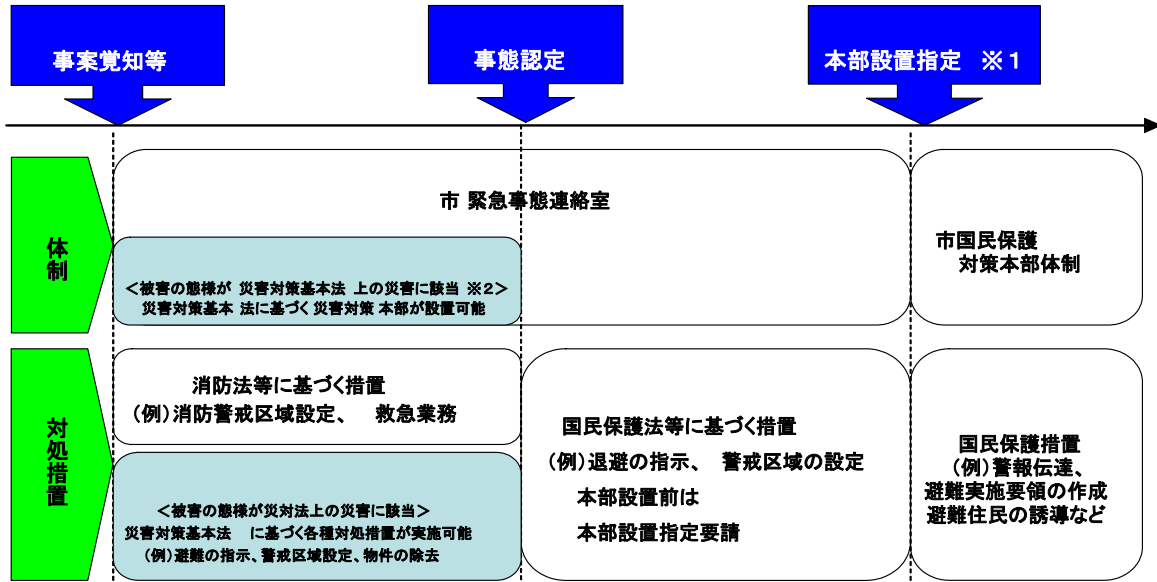 事案覚知等
事態認定
本部設置指定 ※1
体制
市 緊急事態連絡室
<被害の態様が 災害対策基本法 上の災害に該当 ※2>
災害対策基本 法に基づく 災害対策 本部が設置可能
市国民保護
対策本部体制
対処措置
消防法等に基づく措置
(例)消防警戒区域設定、 救急業務
<被害の態様が災対法上の災害に該当>
災害対策基本法 に基づく各種対処措置が実施可能
(例)避難の指示、警戒区域設定、物件の除去
国民保護法等に基づく措置
(例)退避の指示、 警戒区域の設定
本部設置前は
本部設置指定要請
国民保護措置
(例)警報伝達、
避難実施要領の作成
避難住民の誘導など